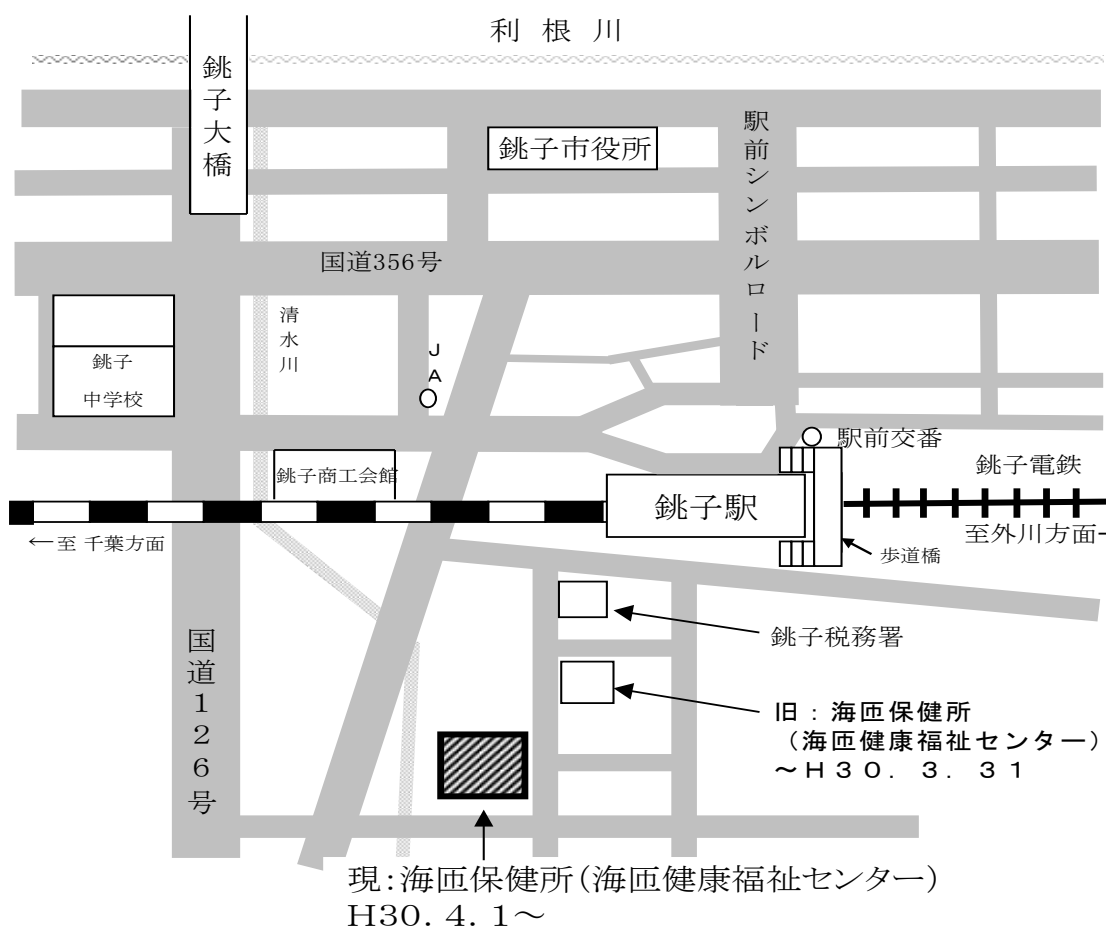 利根川
銚子大橋
銚子市役所
駅前シンボルロード
国道356号
清水川
JA
銚子
中学校
駅前交番
銚子商工会館
銚子駅
銚子電鉄
←至 千葉方面
至外川方面→
歩道橋
国道126号
銚子税務署
旧：海匝保健所
（海匝健康福祉センター）
～H30．3．31
現：海匝保健所（海匝健康福祉センター）
H30．4．1～